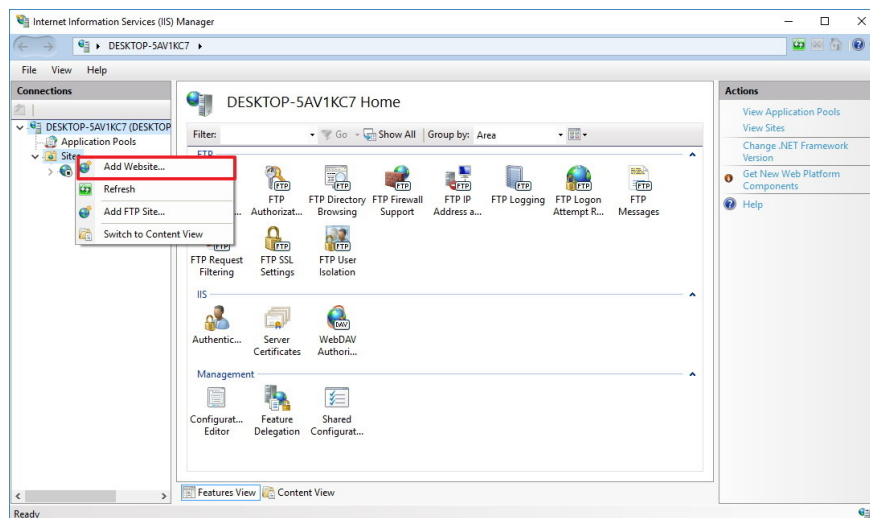 Internet Information Services (IIS) Manager
DESKTOP-5AV1KC7
File View Help
Connections
DESKTOP-5AV1KC7 (DESKTOP
Application Pools
Sites
Add Website...
Refresh
Add FTP Site...
Switch to Content View
DESKTOP-5AV1KC7 Home
Filter: Go Show All Group by: Area
FTP
FTP Authorizat...
FTP Directory Browsing
FTP Firewall Support
FTP IP Address a...
FTP Logging
FTP Logon Attempt R...
FTP Messages
FTP Request Filtering
FTP SSL Settings
FTP User Isolation
IIS
Authentic...
Server Certificates
WebDAV Authori...
Management
Configurat... Editor
Feature Delegation
Shared Configurat...
Features View Content View
Actions
View Application Pools
View Sites
Change .NET Framework
Version
Get New Web Platform
Components
Help
Ready